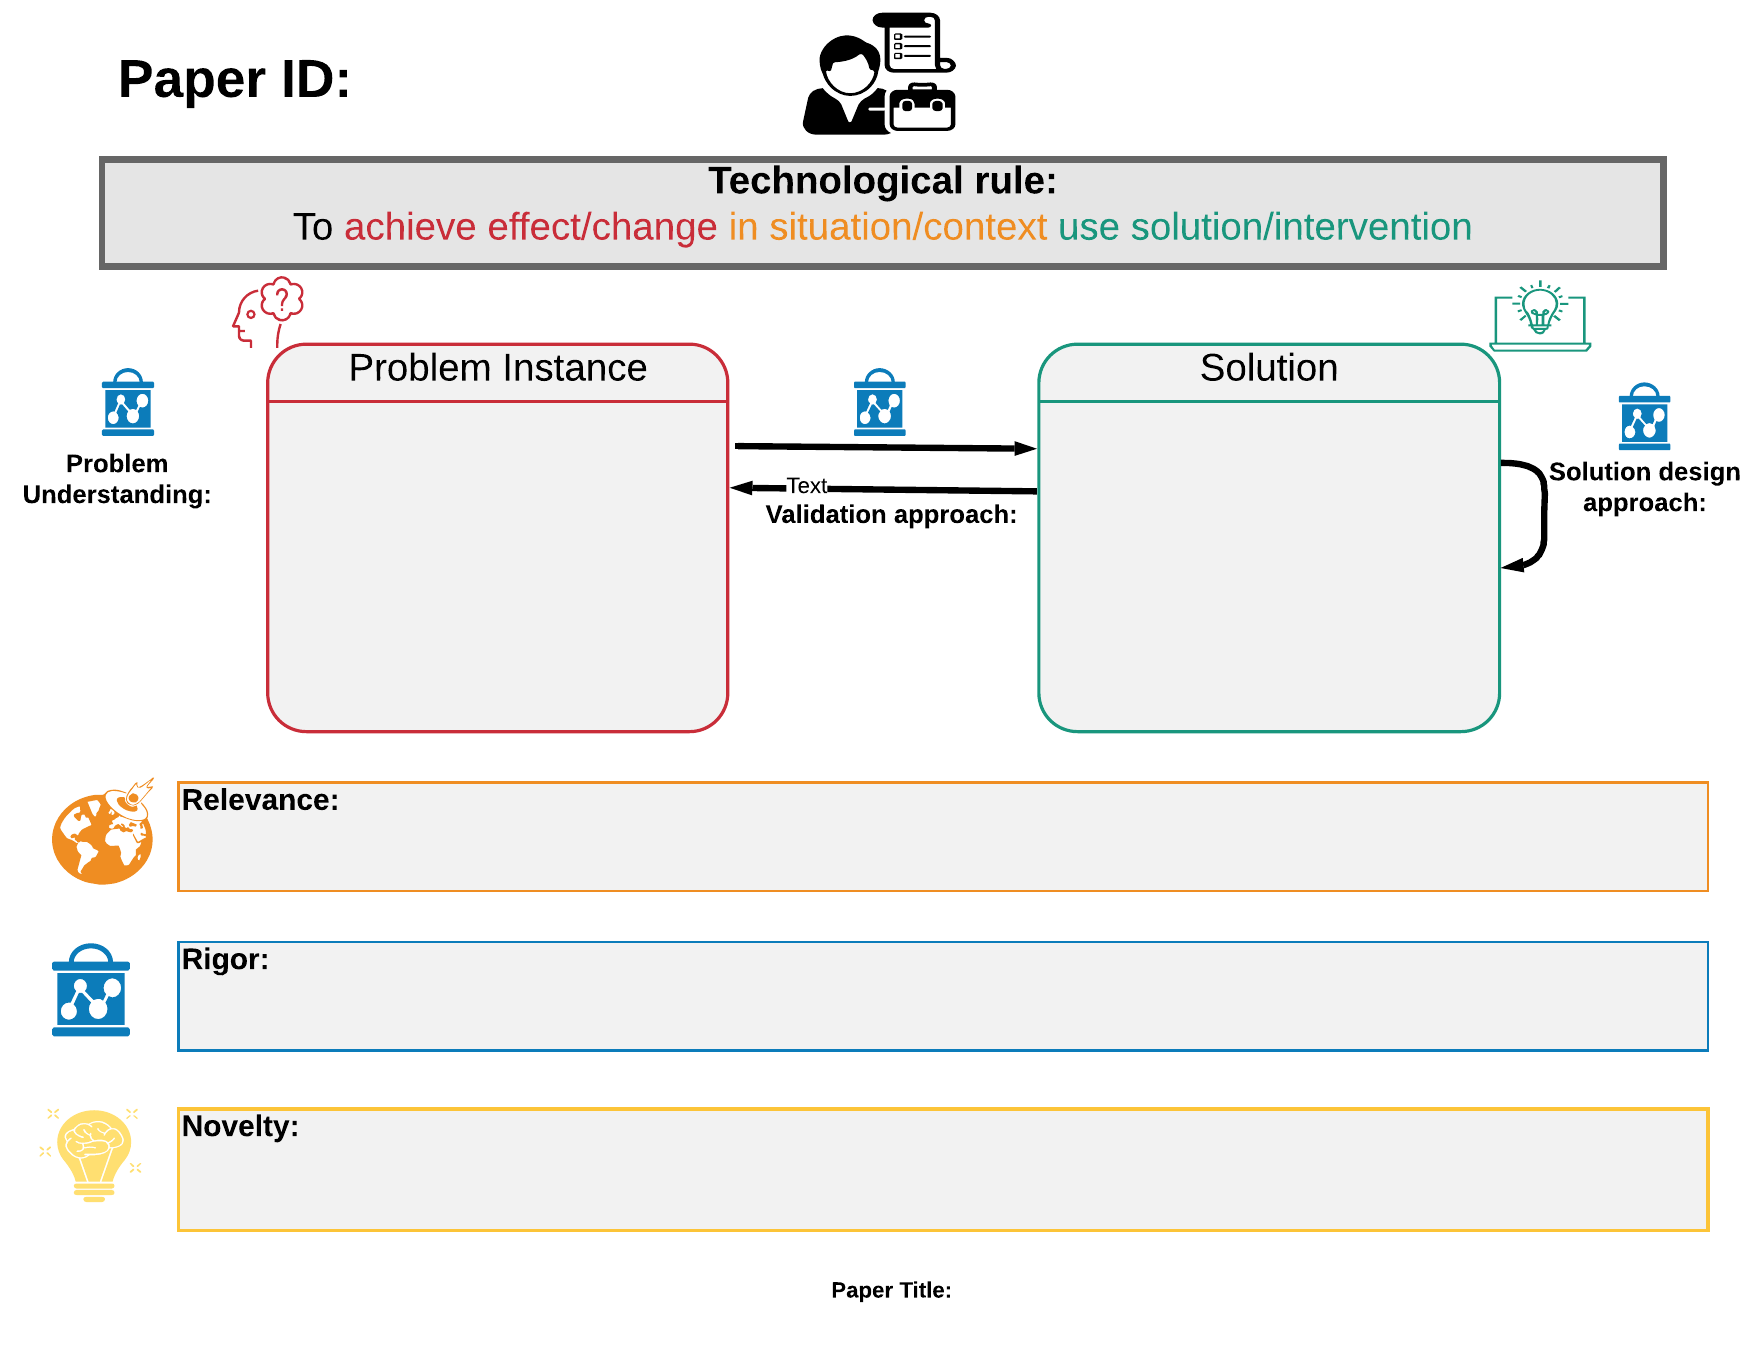 Paper ID:
Technological rule:
To achieve effect/change in situation/context use solution/intervention
Problem Instance
Solution
Problem
Understanding:
Text
Validation approach:
Solution design
approach:
Relevance:
Rigor:
Novelty:
Paper Title: